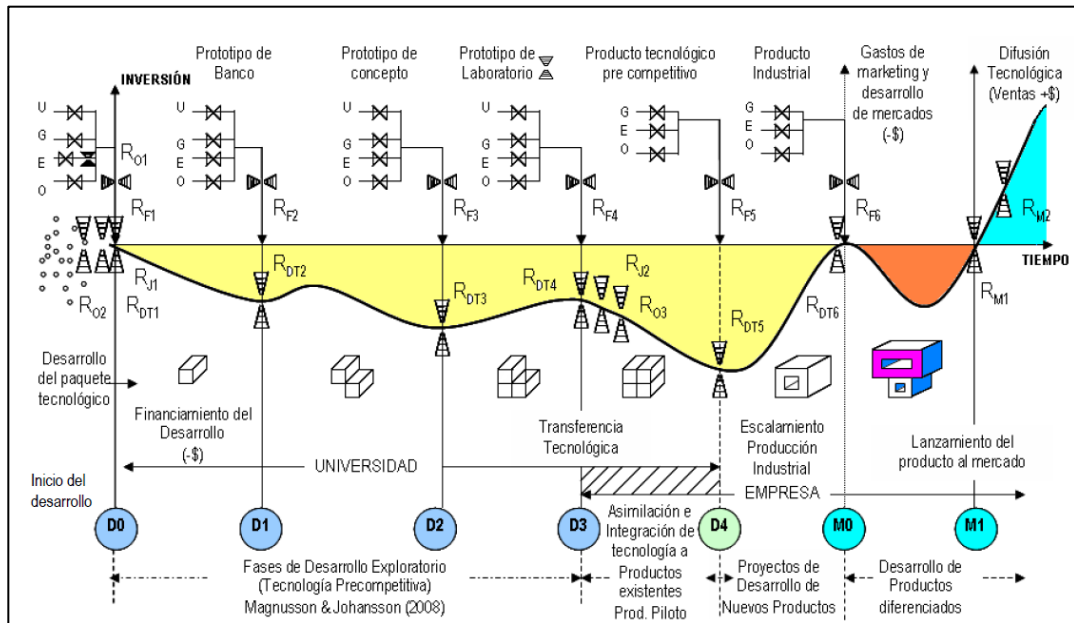 Prototipo de
Banco
Prototipo de
concepto
Prototipo de
Laboratorio
Producto tecnológico
pre competitivo
Producto
Industrial
Gastos de
marketing y
desarrollo
de mercados
(-$)
Difusión
Tecnológica
(Ventas +$)
INVERSIÓN
U
G
E
O
U
G
E
O
U
G
E
O
U
G
E
O
G
E
O
G
E
O
RO1
RF1
RF2
RF3
RF4
RF5
RF6
RM2
TIEMPO
RJ1
RO2
RDT1
RDT2
RDT3
RDT4
RJ2
RO3
RDT5
RDT6
RM1
Desarrollo
del paquete
tecnológico
Financiamiento del
Desarrollo
(-$)
Transferencia
Tecnológica
Escalamiento
Producción
Industrial
Lanzamiento del
producto al mercado
UNIVERSIDAD
EMPRESA
Inicio del
desarrollo
D0
D1
D2
D3
D4
M0
M1
Fases de Desarrollo Exploratorio
(Tecnología Precompetitiva)
Magnusson & Johansson (2008)
Asimilación e
Integración de
tecnología a
Productos
existentes
Prod. Piloto
Proyectos de
Desarrollo de
Nuevos Productos
Desarrollo de
Productos
diferenciados